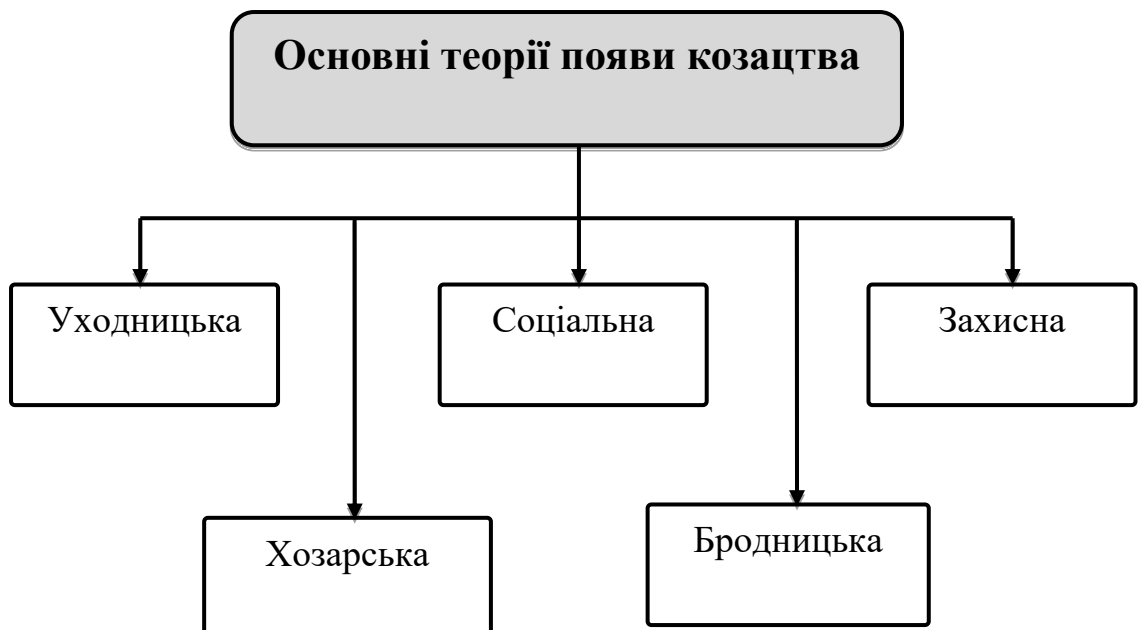 Основні теорії появи козацтва
Уходницька
Соціальна
Захисна
Хозарська
Бродницька